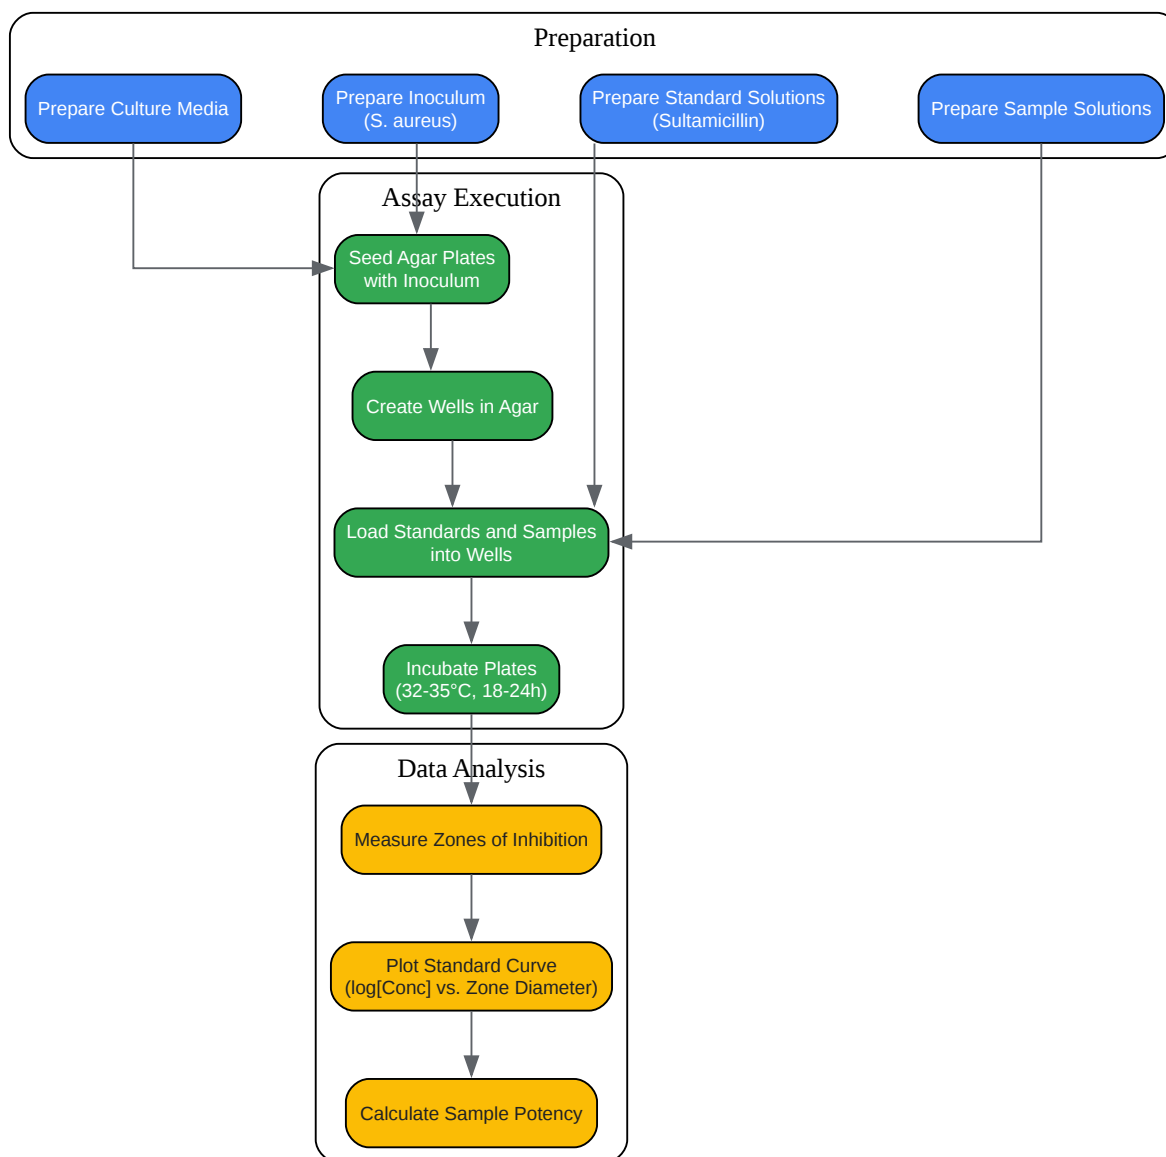 Preparation
Prepare Culture Media
Prepare Inoculum
(S. aureus)
Prepare Standard Solutions
(Sultamicillin)
Prepare Sample Solutions
Assay Execution
Seed Agar Plates
with Inoculum
Create Wells in Agar
Load Standards and Samples
into Wells
Incubate Plates
(32-35°C, 18-24h)
Data Analysis
Measure Zones of Inhibition
Plot Standard Curve
(log[Conc] vs. Zone Diameter)
Calculate Sample Potency